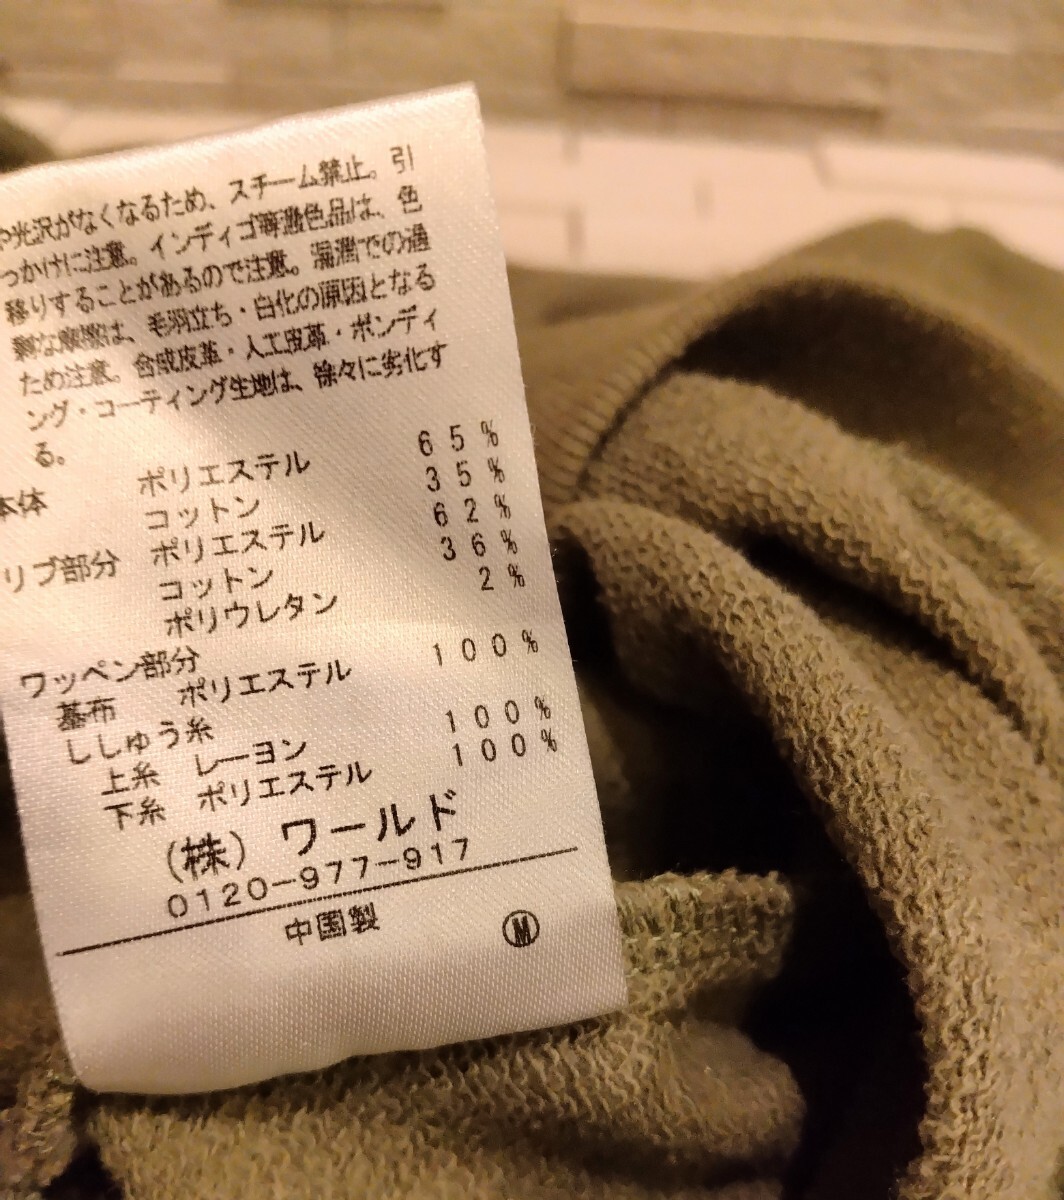 や光沢がなくなるため、スチーム禁止。引
っかけに注意。インディゴ等濃色品は、色
移りすることがあるので注意。湿潤での過
剰な摩擦は、毛羽立ち・白化の原因となる
ため注意。合成皮革・人工皮革・ボンディ
ング・コーティング生地は、徐々に劣化す
る。
本体 ポリエステル 65%
コットン 35%
リブ部分 ポリエステル 62%
コットン 36%
ポリウレタン 2%
ワッペン部分
基布 ポリエステル 100%
ししゅう糸
上糸 レーヨン 100%
下糸 ポリエステル 100%
(株) ワールド
0120-977-917
中国製 Ⓜ